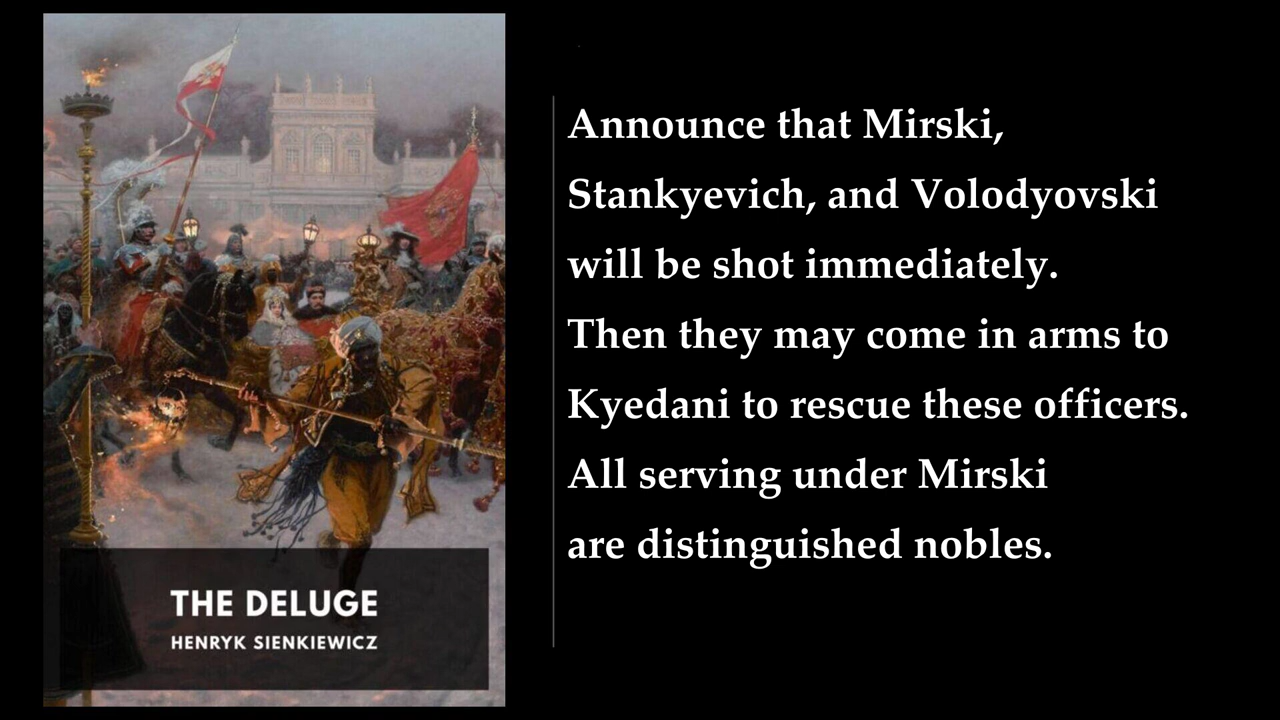 THE DELUGE
HENRYK SIENKIEWICZ
Announce that Mirski,
Stankyevich, and Volodyovski
will be shot immediately.
Then they may come in arms to
Kyedani to rescue these officers.
All serving under Mirski
are distinguished nobles.